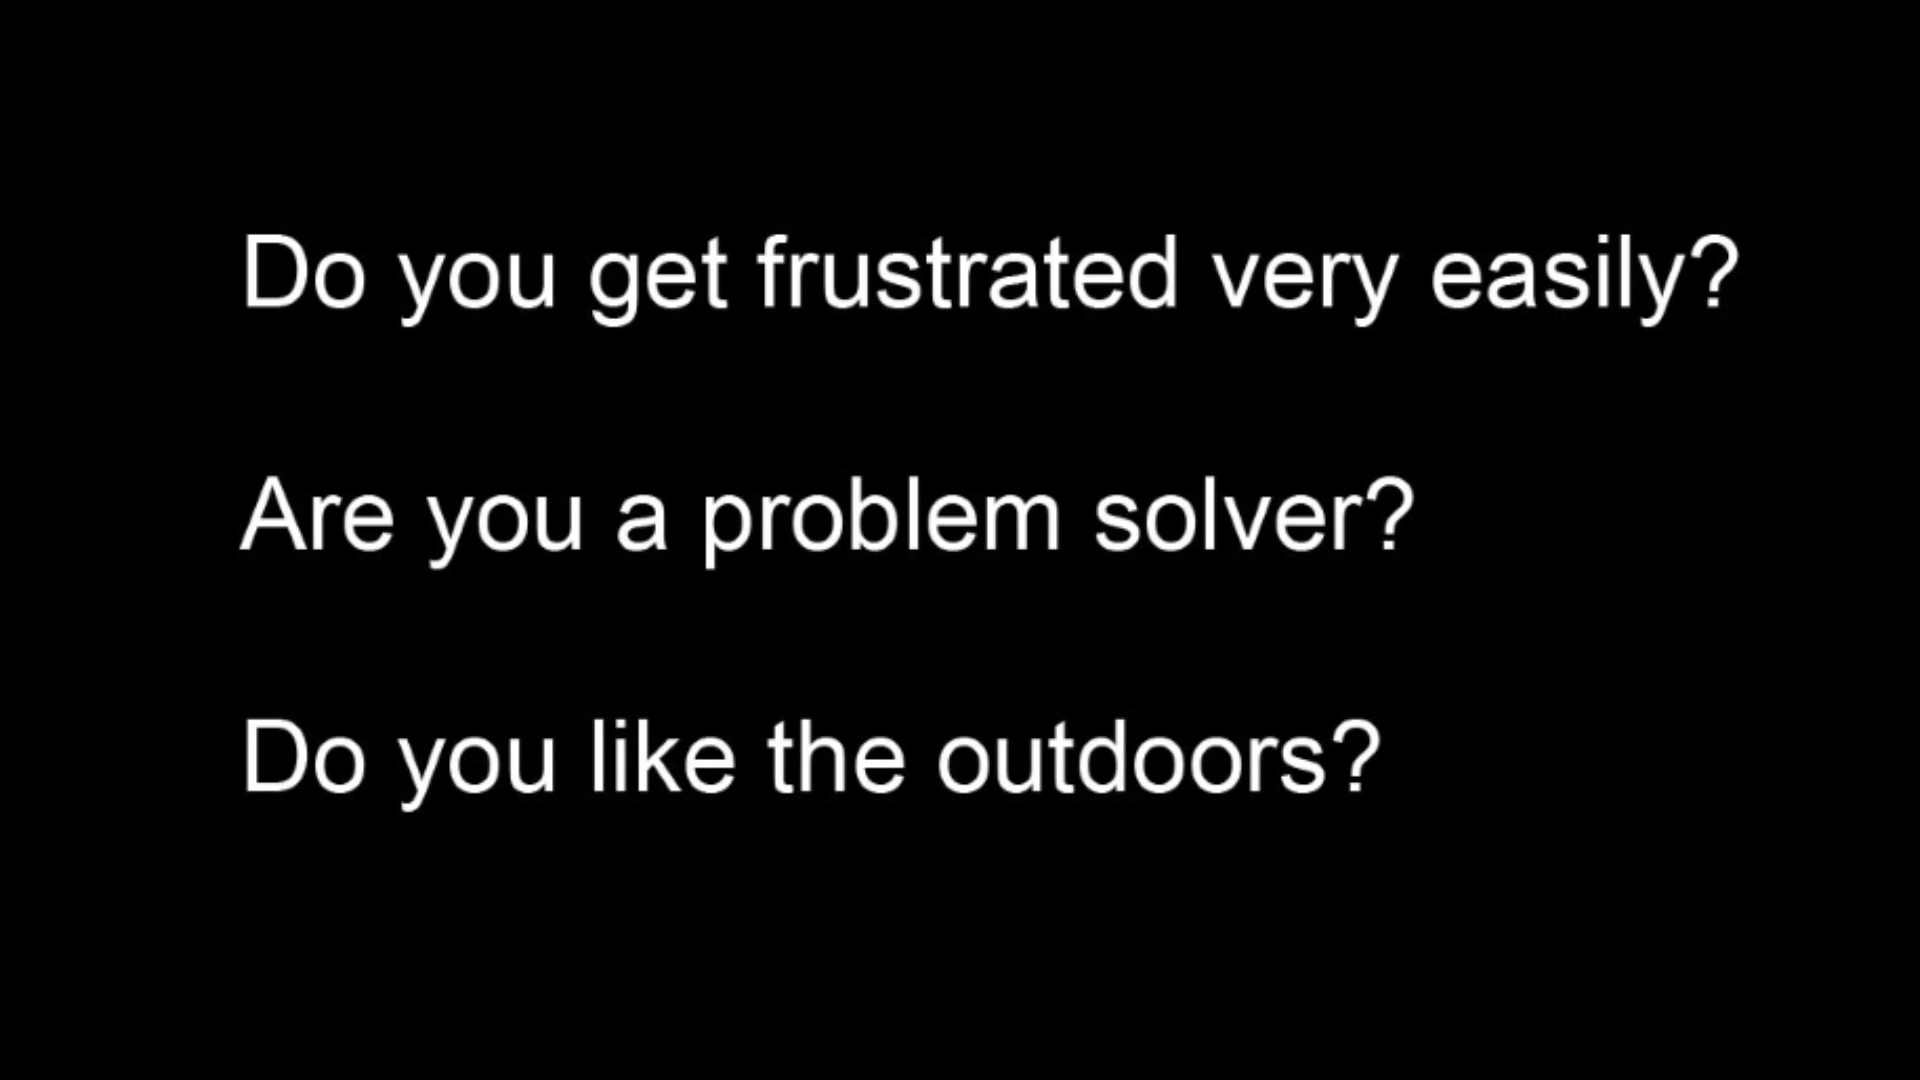 Do you get frustrated very easily?
Are you a problem solver?
Do you like the outdoors?